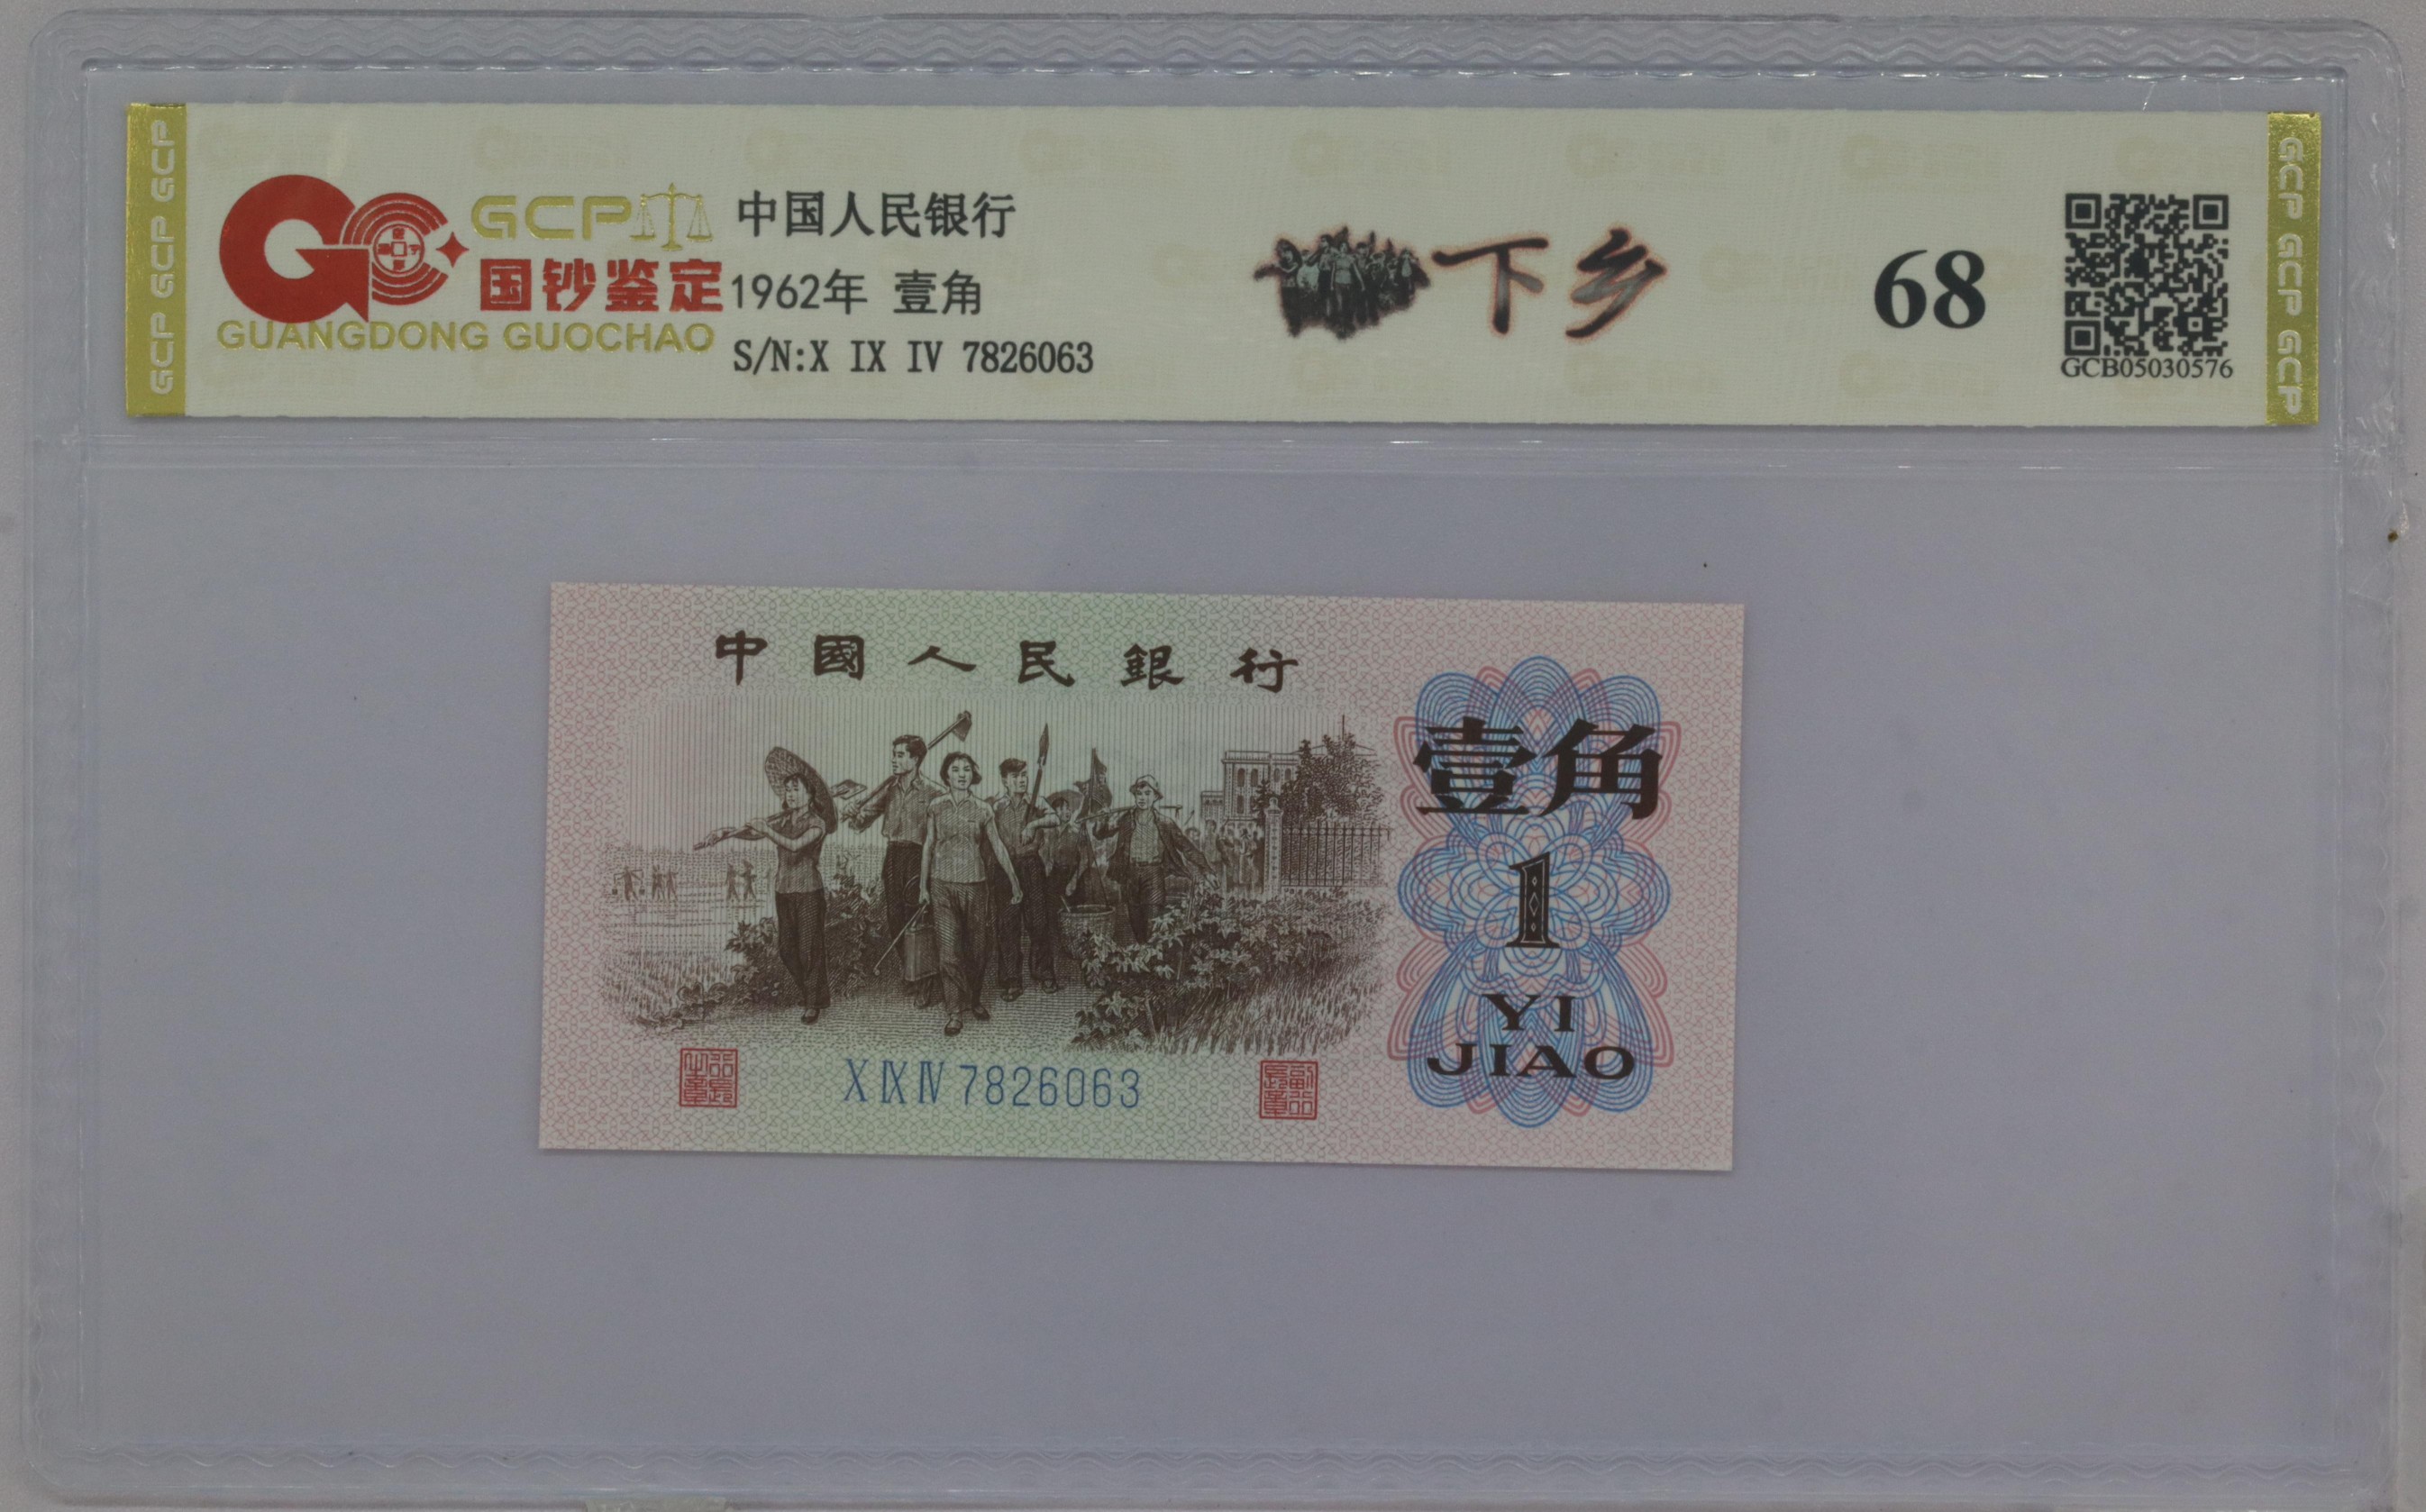 GCP GCP GCP
GCP
国钞鉴定
GUANGDONG GUOCHAO
中国人民银行
1962年 壹角
S/N:X IX IV 7826063
下乡
68
GCB05030576
GCP GCP GCP
中國人民銀行
壹角
1
YI
JIAO
X IX IV 7826063